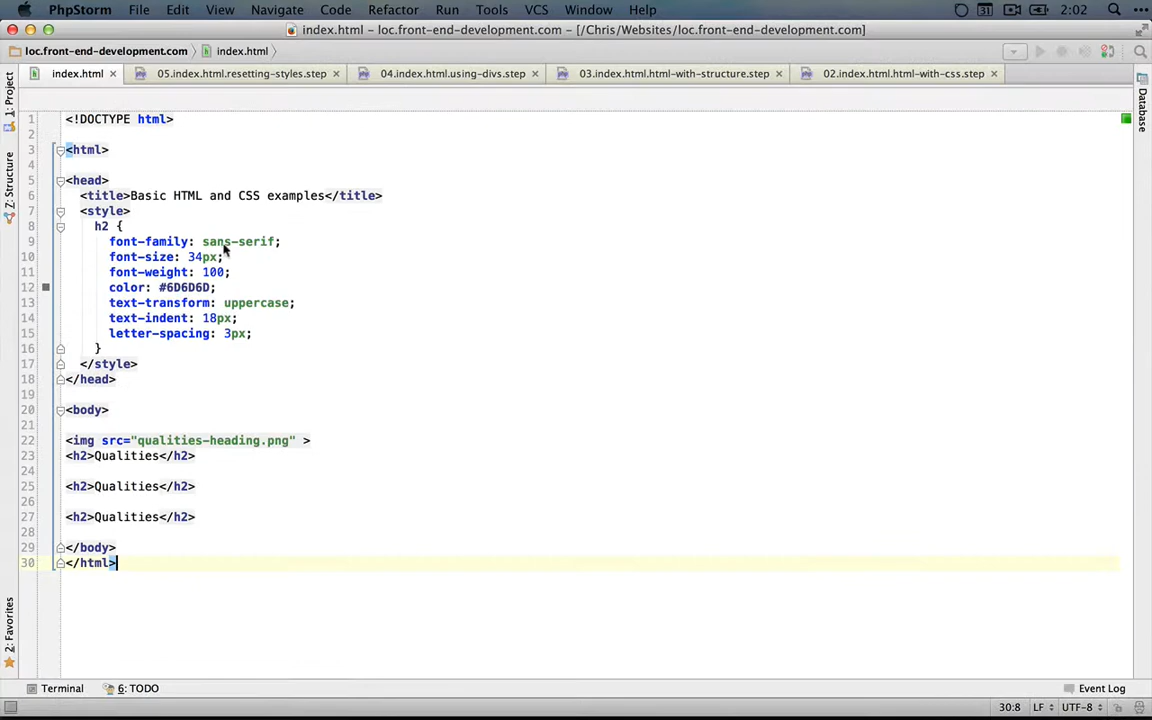 PhpStorm File Edit View Navigate Code Refactor Run Tools VCS Window Help 31 2:02
index.html - loc.front-end-development.com - [/Chris/Websites/loc.front-end-development.com]
loc.front-end-development.com index.html
index.html 05.index.html.resetting-styles.step 04.index.html.using-divs.step 03.index.html.html-with-structure.step 02.index.html.html-with-css.step
1: Project
Z: Structure
2: Favorites
Database
1 <!DOCTYPE html>
2
3 <html>
4
5 <head>
6 <title>Basic HTML and CSS examples</title>
7 <style>
8 h2 {
9 font-family: sans-serif;
10 font-size: 34px;
11 font-weight: 100;
12 color: #6D6D6D;
13 text-transform: uppercase;
14 text-indent: 18px;
15 letter-spacing: 3px;
16 }
17 </style>
18 </head>
19
20 <body>
21
22 <img src="qualities-heading.png" >
23 <h2>Qualities</h2>
24
25 <h2>Qualities</h2>
26
27 <h2>Qualities</h2>
28
29 </body>
30 </html>
Terminal 6: TODO Event Log
30:8 LF UTF-8